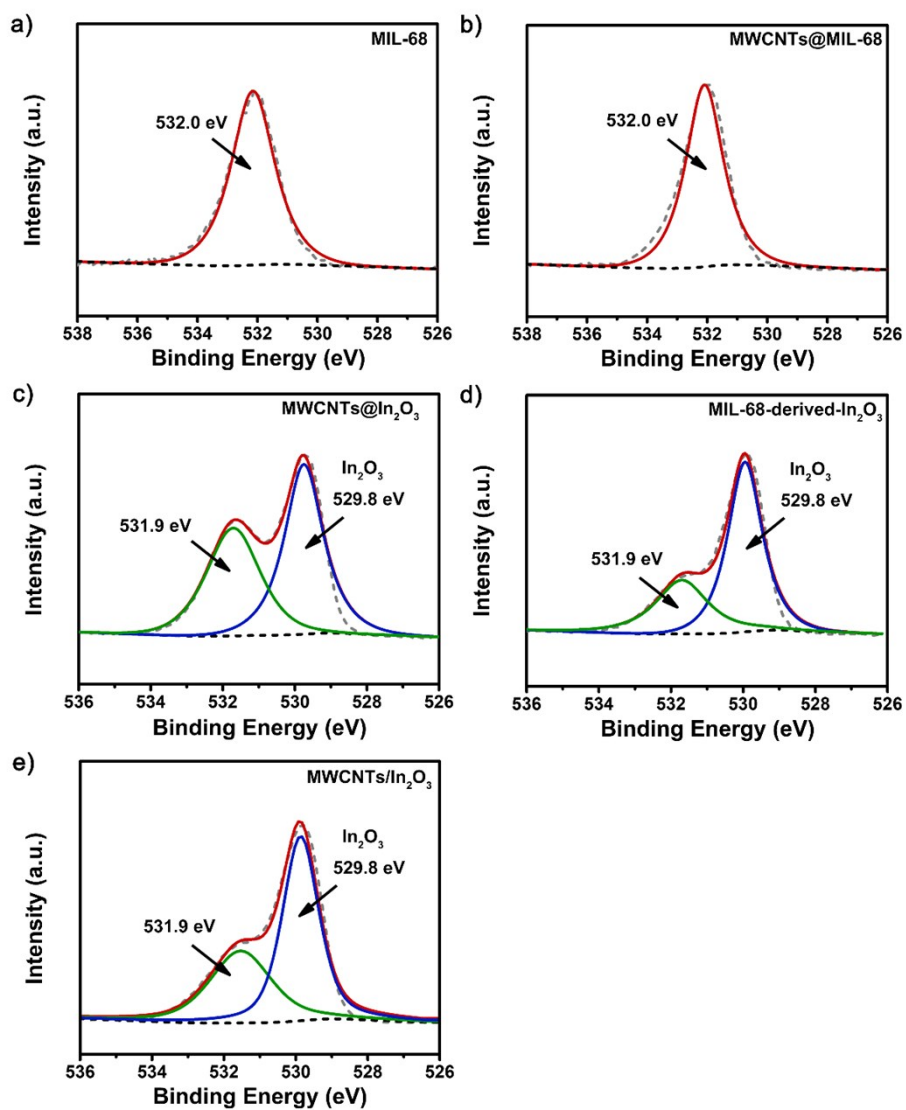 a)
MIL-68
532.0 eV
Intensity (a.u.)
538 536 534 532 530 528 526
Binding Energy (eV)
b)
MWCNTs@MIL-68
532.0 eV
Intensity (a.u.)
538 536 534 532 530 528 526
Binding Energy (eV)
c)
MWCNTs@In₂O₃
In₂O₃
529.8 eV
531.9 eV
Intensity (a.u.)
536 534 532 530 528 526
Binding Energy (eV)
d)
MIL-68-derived-In₂O₃
In₂O₃
529.8 eV
531.9 eV
Intensity (a.u.)
536 534 532 530 528 526
Binding Energy (eV)
e)
MWCNTs/In₂O₃
In₂O₃
529.8 eV
531.9 eV
Intensity (a.u.)
536 534 532 530 528 526
Binding Energy (eV)